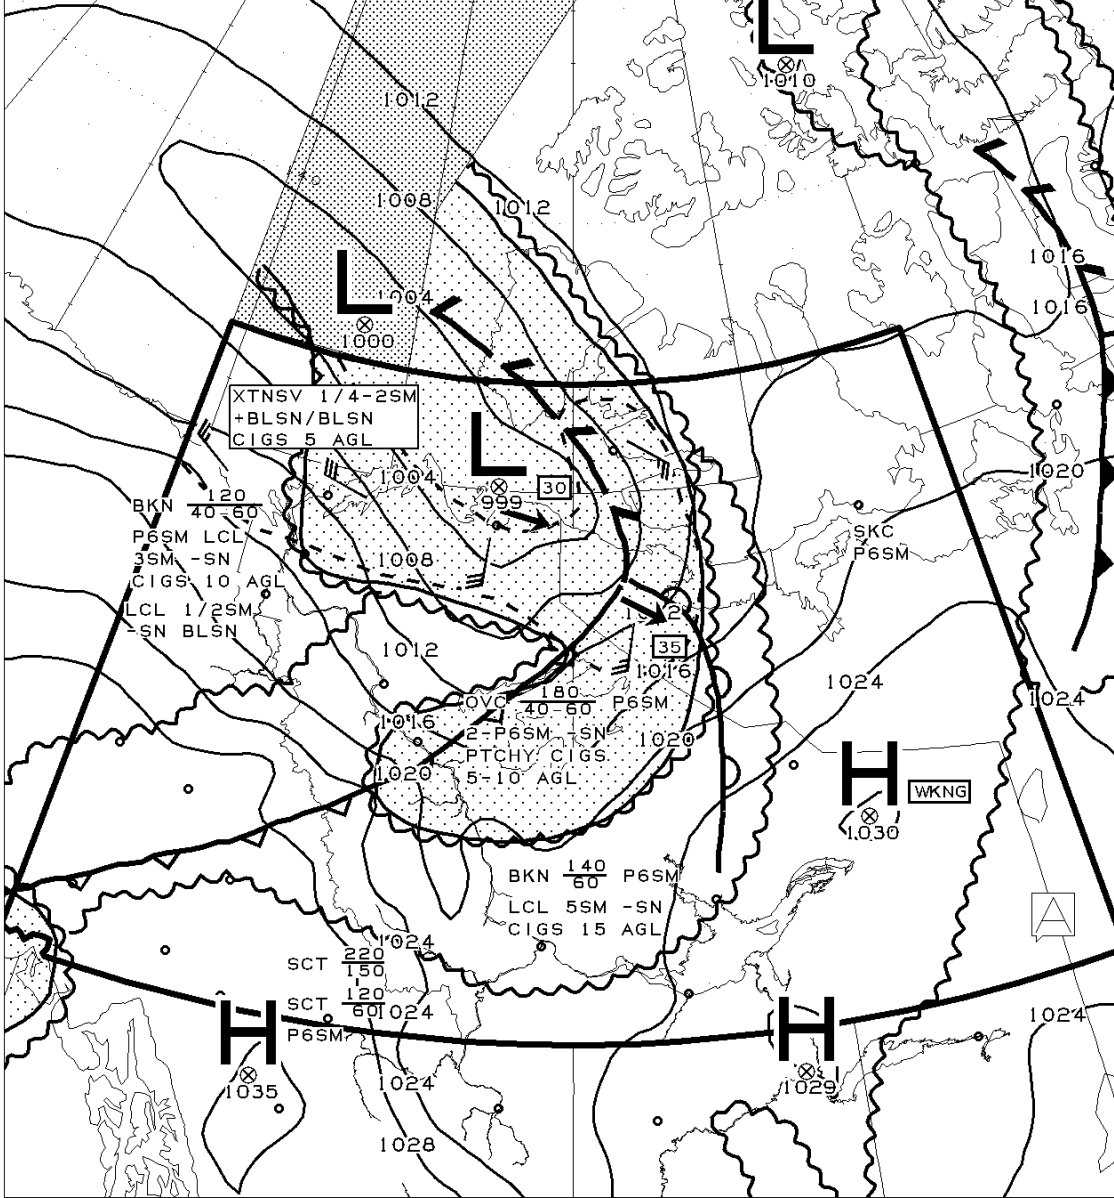 L
1010
1012
1008
1012
1016
1016
L
1004
1000
XTNSV 1/4-2SM
+BLSN/BLSN
CIGS 5 AGL
L
999
30
1004
1020
BKN 120
40-60
P6SM LCL
3SM -SN
CIGS 10 AGL
LCL 1/2SM
-SN BLSN
1008
SKC
P6SM
35
1012
1016
1024
1024
OVC 180 P6SM
40-60
2-P6SM -SN
PTCHY CIGS
5-10 AGL
1016
1020
1020
H
WKNG
1030
BKN 140 P6SM
60
LCL 5SM -SN
CIGS 15 AGL
A
1024
SCT 220
150
SCT 120
60
P6SM
1024
1024
H
1035
H
1029
1024
1028